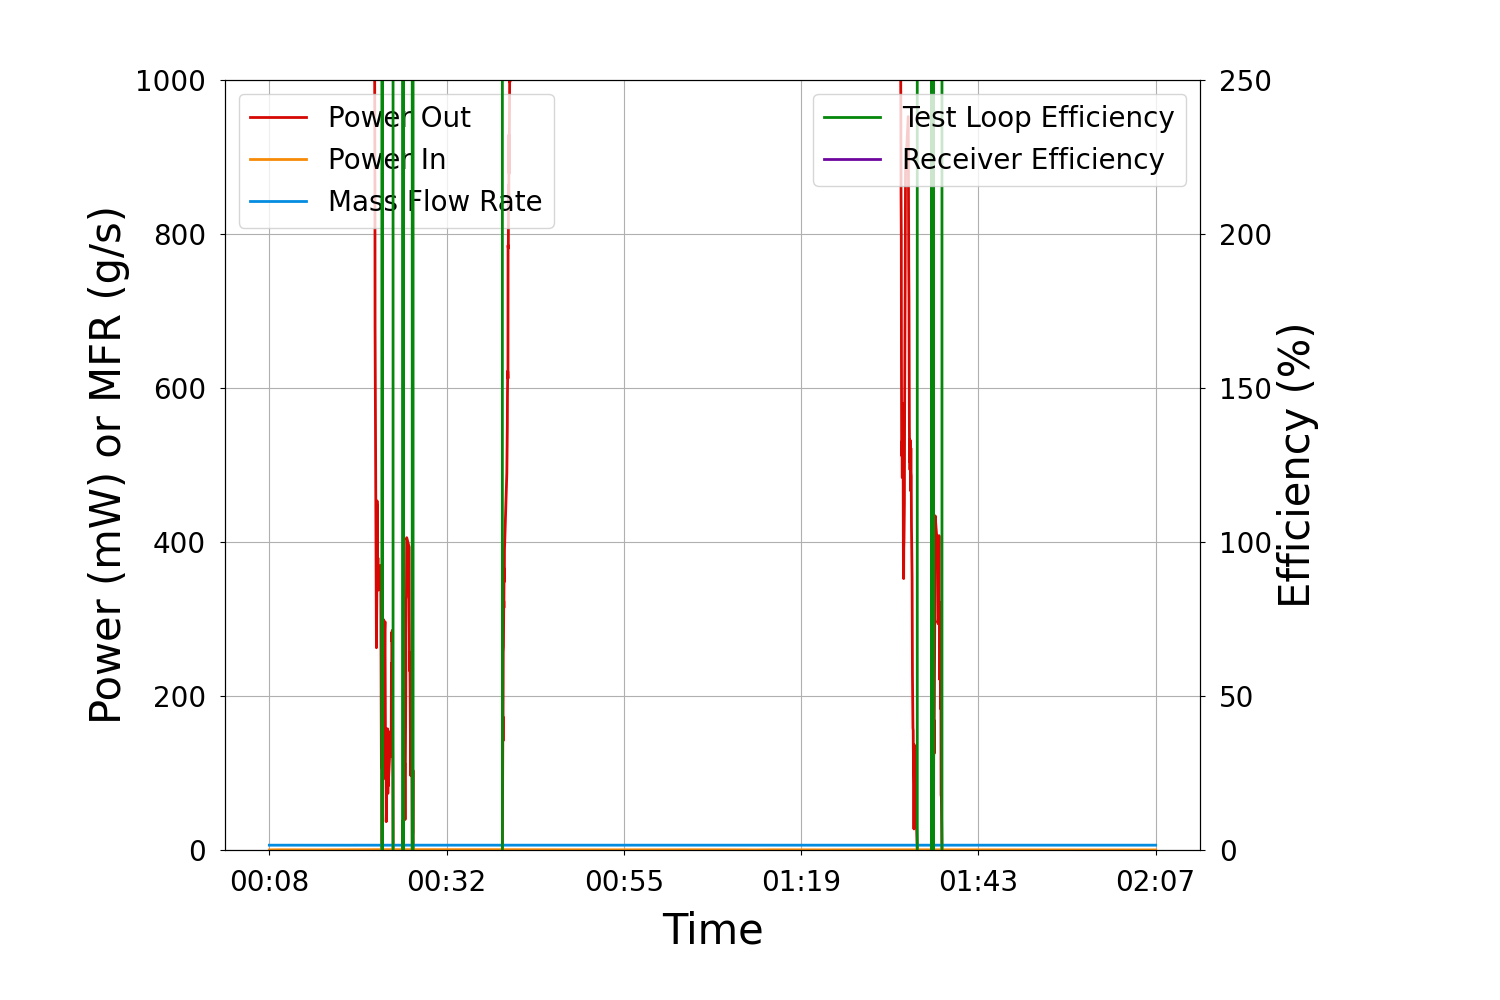 1000
800
600
400
200
0
Power (mW) or MFR (g/s)
Power Out
Power In
Mass Flow Rate
Test Loop Efficiency
Receiver Efficiency
250
200
150
100
50
0
Efficiency (%)
00:08 00:32 00:55 01:19 01:43 02:07
Time